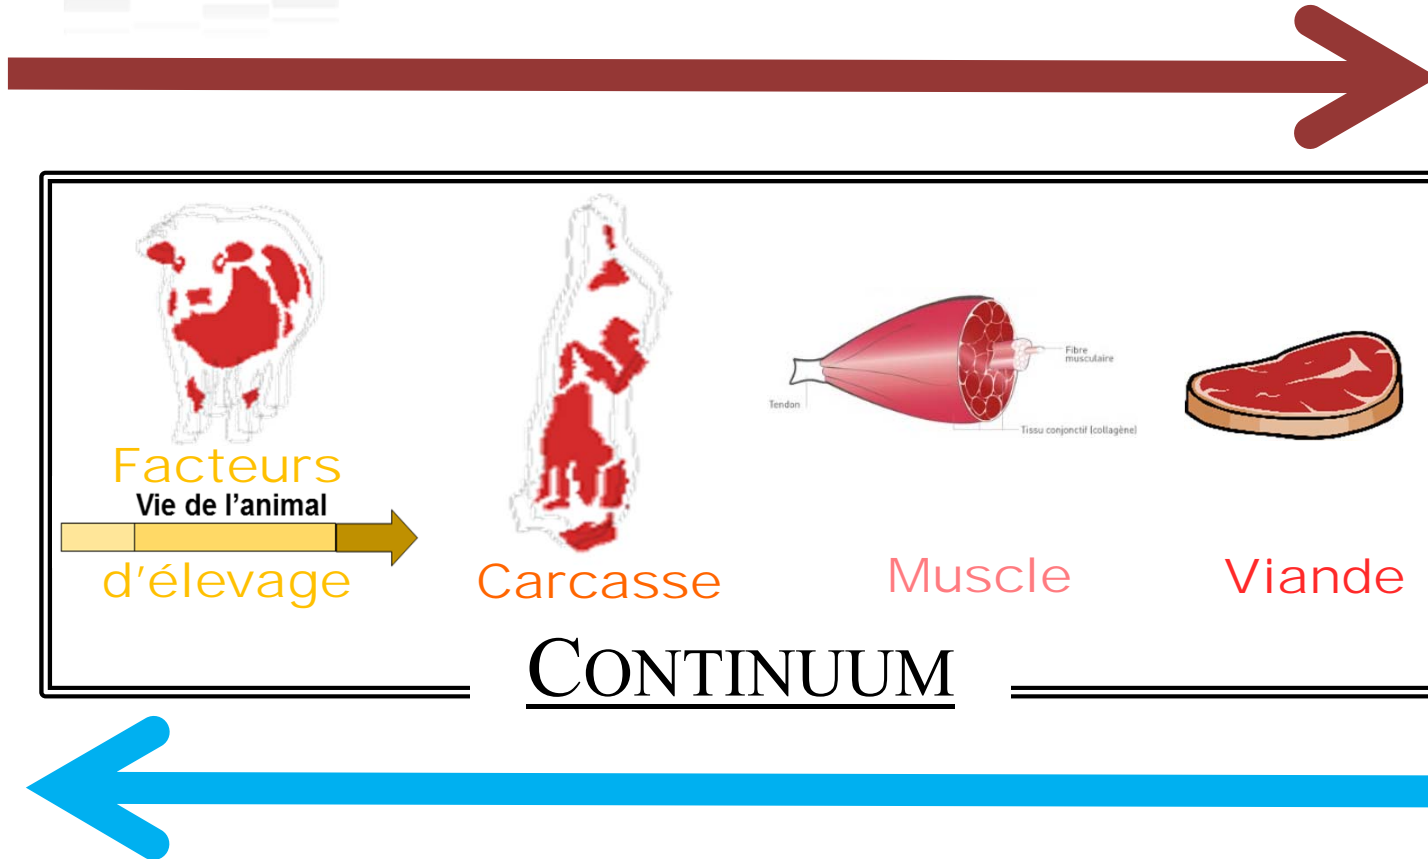 Facteurs
Vie de l'animal
d'élevage
Carcasse
Tendon
Fibre
musculaire
Tissu conjonctif (collagène)
Muscle
Viande
CONTINUUM